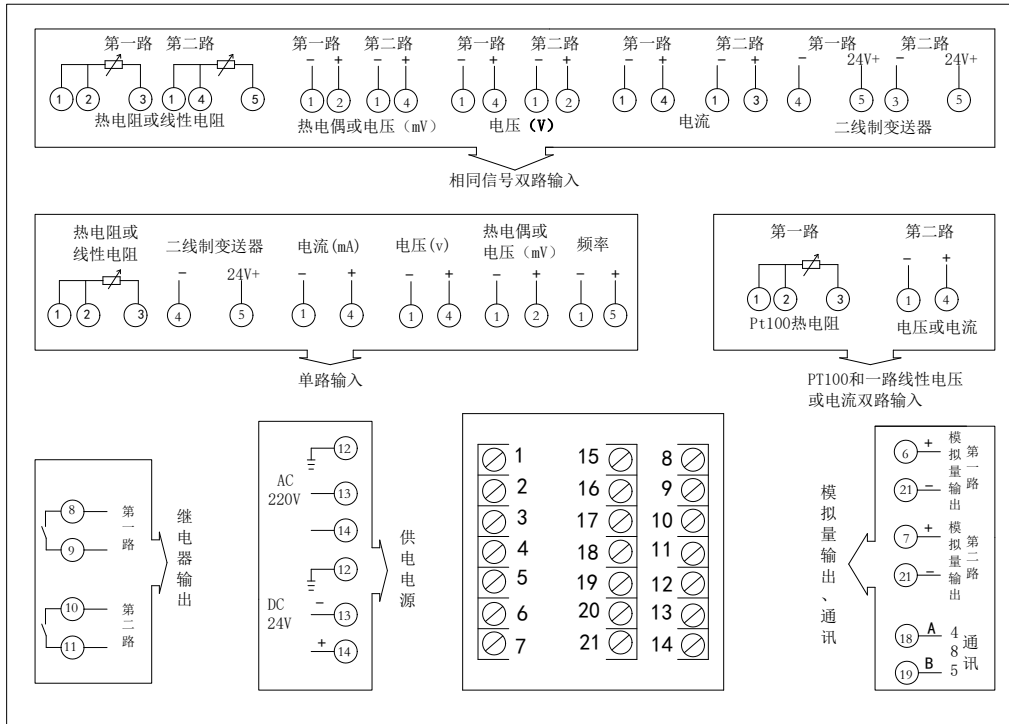 第一路 第二路 第一路 第二路 第一路 第二路 第一路 第二路 第一路 第二路
- + - + - + - + - + - + - 24V+ - 24V+
1 2 3 1 4 5 1 2 1 4 1 4 1 2 1 4 1 3 4 5 3 5
热电阻或线性电阻 热电偶或电压（mV） 电压（V） 电流 二线制变送器
相同信号双路输入
热电阻或
线性电阻 二线制变送器 电流(mA) 电压(v) 热电偶或
电压（mV） 频率
- 24V+ - + - + - + - +
1 2 3 4 5 1 4 1 4 1 2 1 5
单路输入
第一路 第二路
- +
1 2 3 1 4
Pt100热电阻 电压或电流
PT100和一路线性电压
或电流双路输入
8
9
第一路
10
11
第二路
继电器输出
12
AC
220V
13
14
12
DC
24V
- 13
+ 14
供电电源
1 15 8
2 16 9
3 17 10
4 18 11
5 19 12
6 20 13
7 21 14
模拟量输出、通讯
6 +
21 -
模拟量输出
第一路
7 +
21 -
模拟量输出
第二路
18 A
19 B
485
通讯